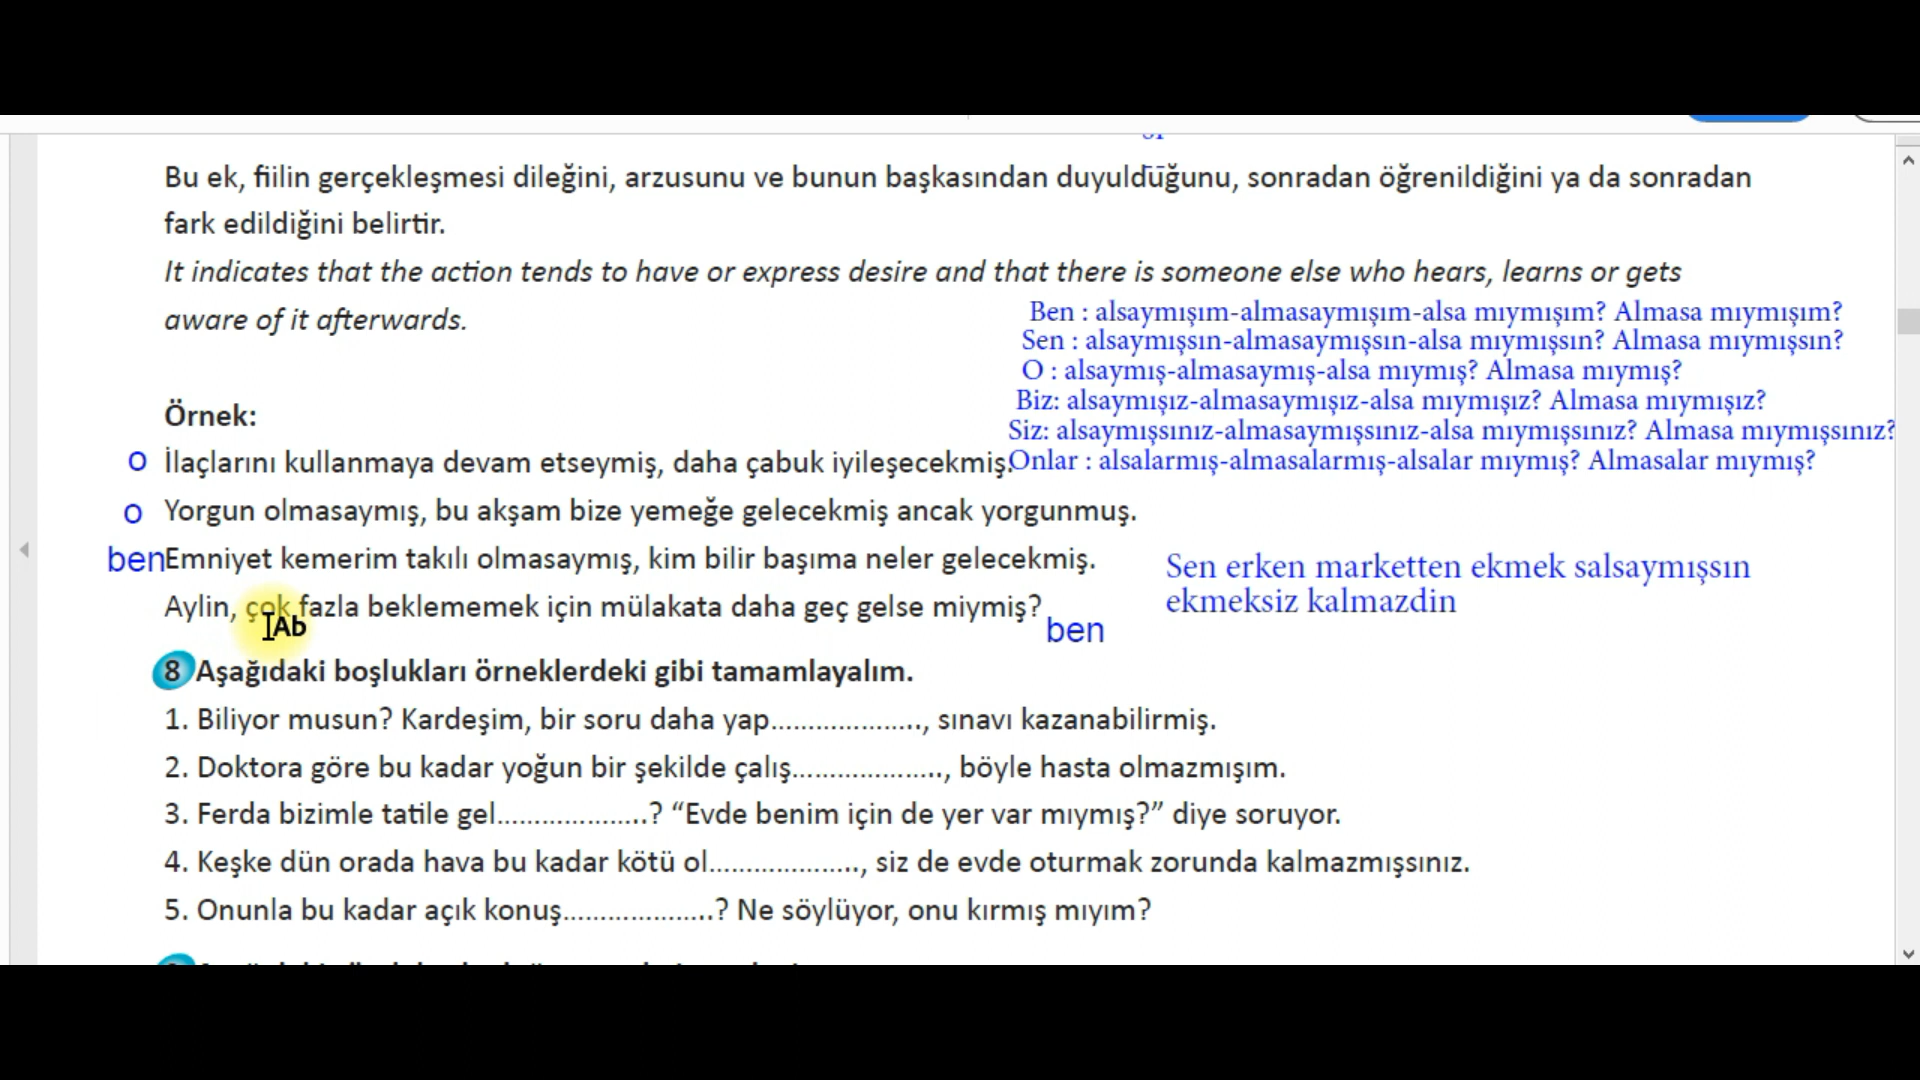 Bu ek, fiilin gerçekleşmesi dileğini, arzusunu ve bunun başkasından duyulduğunu, sonradan öğrenildiğini ya da sonradan
fark edildiğini belirtir.
It indicates that the action tends to have or express desire and that there is someone else who hears, learns or gets
aware of it afterwards.
Ben : alsaymışım-almasaymışım-alsa mıymışım? Almasa mıymışım?
Sen : alsaymışsın-almasaymışsın-alsa mıymışsın? Almasa mıymışsın?
O : alsaymış-almasaymış-alsa mıymış? Almasa mıymış?
Biz: alsaymışız-almasaymışız-alsa mıymışız? Almasa mıymışız?
Siz: alsaymışsınız-almasaymışsınız-alsa mıymışsınız? Almasa mıymışsınız?
Onlar : alsalarmış-almasalarmış-alsalar mıymış? Almasalar mıymış?
Örnek:
o İlaçlarını kullanmaya devam etseymiş, daha çabuk iyileşecekmiş.
o Yorgun olmasaymış, bu akşam bize yemeğe gelecekmiş ancak yorgunmuş.
ben Emniyet kemerim takılı olmasaymış, kim bilir başıma neler gelecekmiş.
Aylin, çok fazla beklememek için mülakata daha geç gelse miymiş?
ben
Sen erken marketten ekmek salsaymışsın
ekmeksiz kalmazdin
Ab
8 Aşağıdaki boşlukları örneklerdeki gibi tamamlayalım.
1. Biliyor musun? Kardeşim, bir soru daha yap...................., sınavı kazanabilirmiş.
2. Doktora göre bu kadar yoğun bir şekilde çalış...................., böyle hasta olmazmışım.
3. Ferda bizimle tatile gel....................? “Evde benim için de yer var mıymış?” diye soruyor.
4. Keşke dün orada hava bu kadar kötü ol...................., siz de evde oturmak zorunda kalmazmışsınız.
5. Onunla bu kadar açık konuş....................? Ne söylüyor, onu kırmış mıyım?